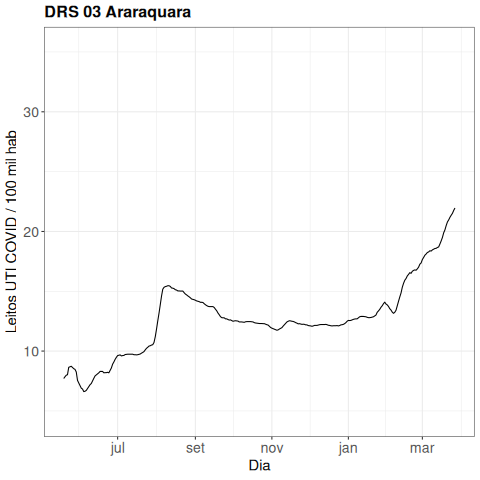 DRS 03 Araraquara
Leitos UTI COVID / 100 mil hab
30
20
10
jul set nov jan mar
Dia